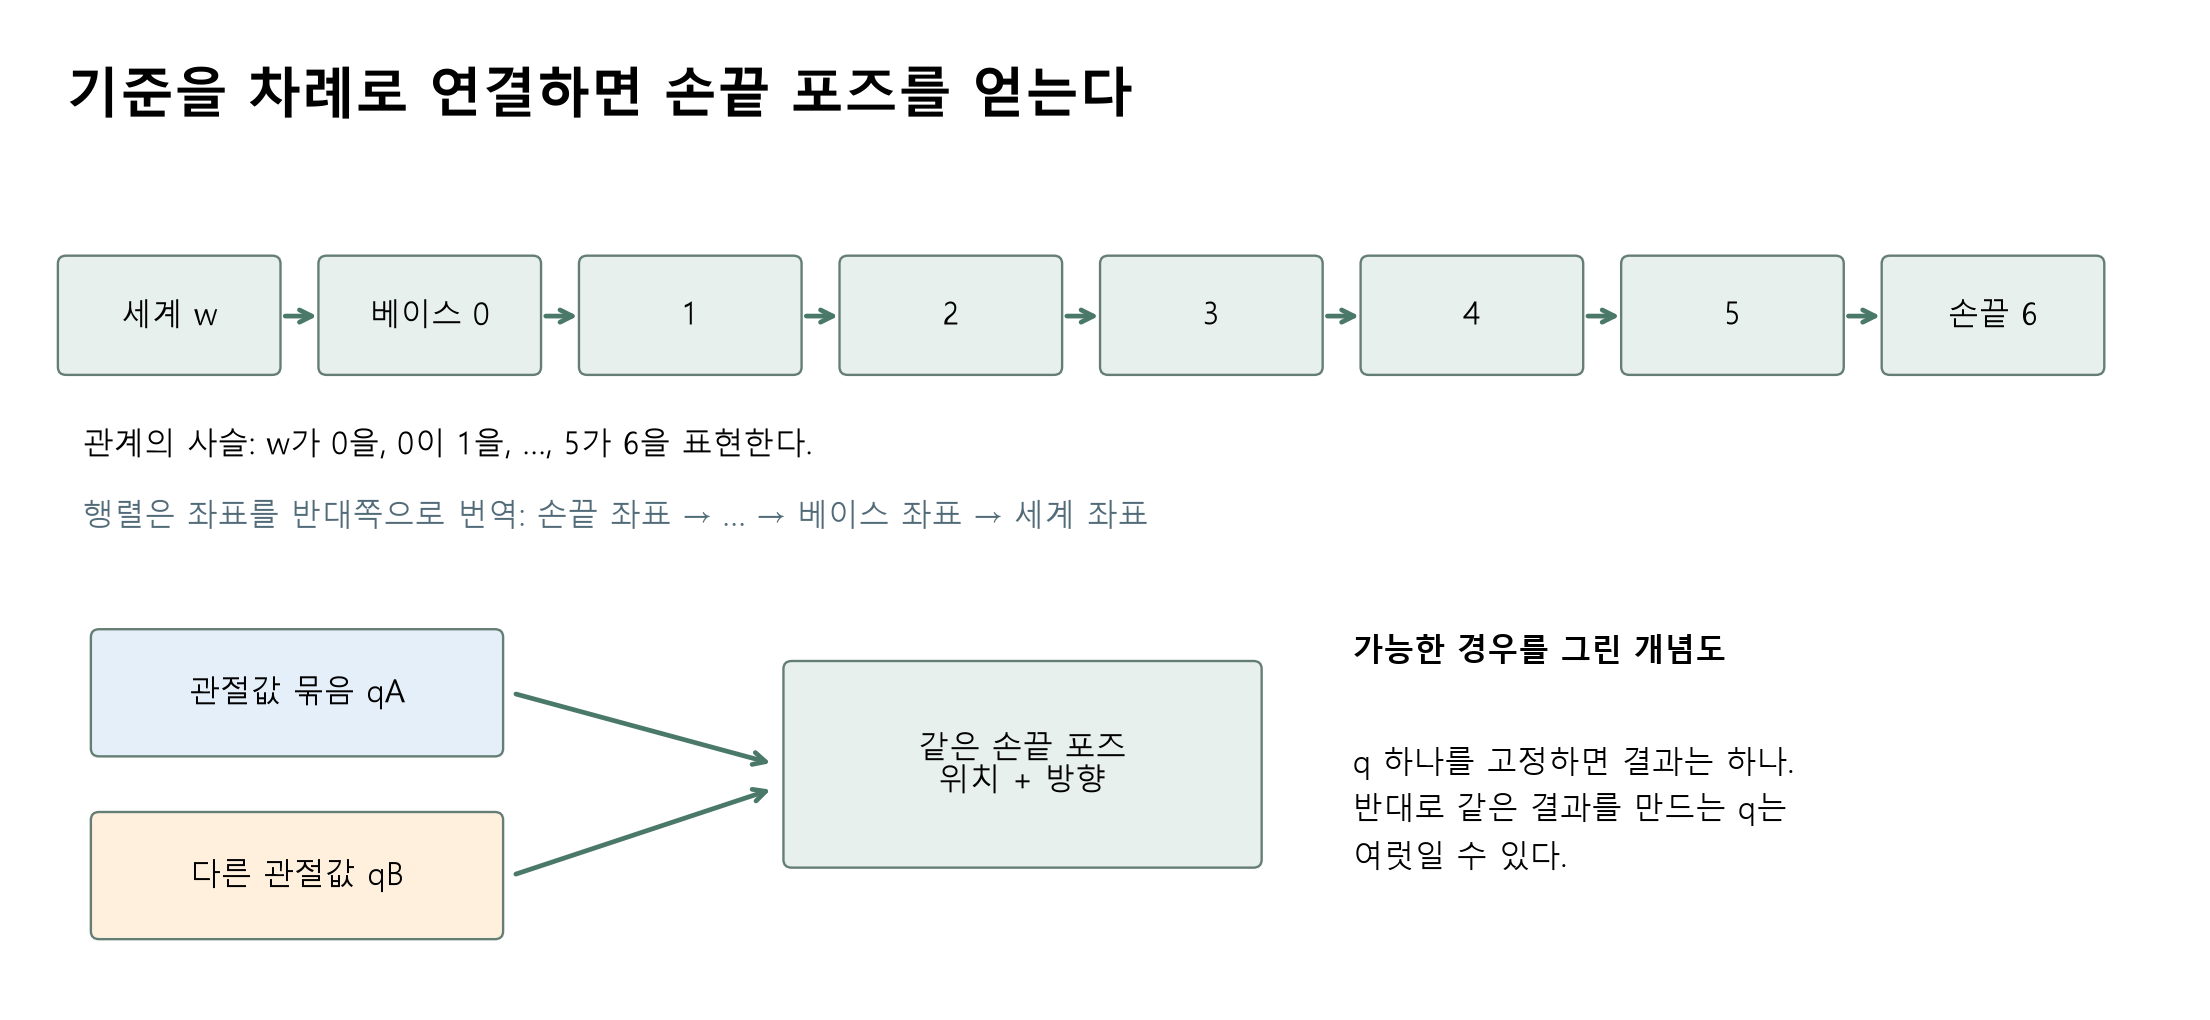 기준을 차례로 연결하면 손끝 포즈를 얻는다
세계 w
베이스 0
1
2
3
4
5
손끝 6
관계의 사슬: w가 0을, 0이 1을, ..., 5가 6을 표현한다.
행렬은 좌표를 반대쪽으로 번역: 손끝 좌표 → ... → 베이스 좌표 → 세계 좌표
관절값 묶음 qA
다른 관절값 qB
같은 손끝 포즈
위치 + 방향
가능한 경우를 그린 개념도
q 하나를 고정하면 결과는 하나.
반대로 같은 결과를 만드는 q는
여럿일 수 있다.